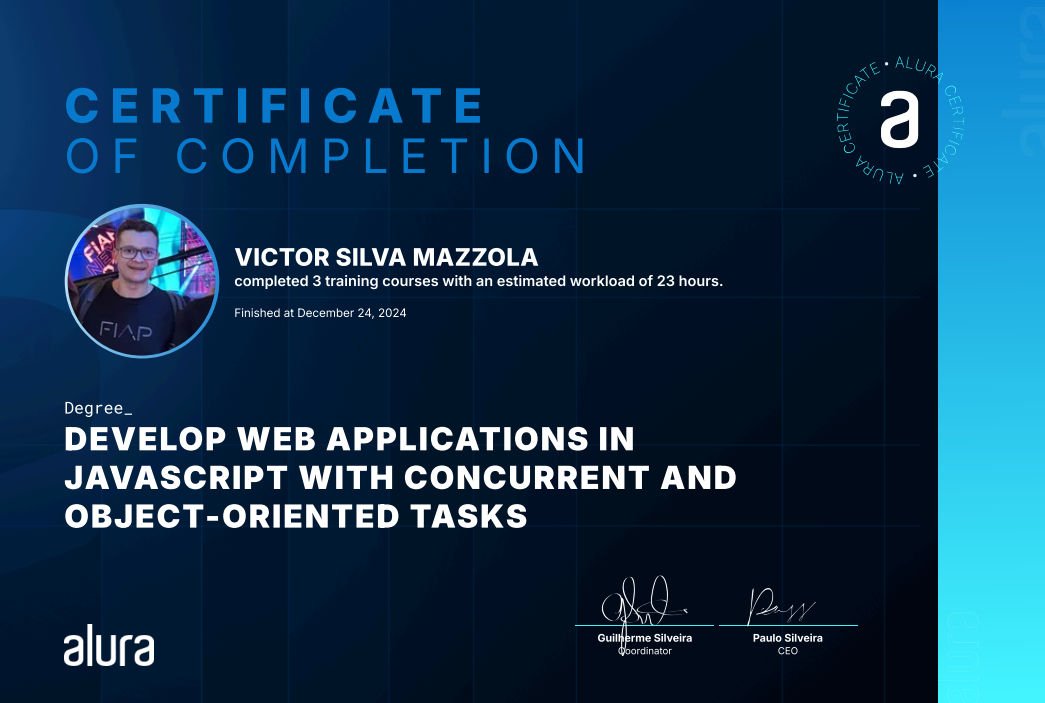 CERTIFICATE
OF COMPLETION
ALURA CERTIFICATE • ALURA CERTIFICATE •
a
VICTOR SILVA MAZZOLA
completed 3 training courses with an estimated workload of 23 hours.
Finished at December 24, 2024
FIAP
Degree_
DEVELOP WEB APPLICATIONS IN
JAVASCRIPT WITH CONCURRENT AND
OBJECT-ORIENTED TASKS
Guilherme Silveira
Coordinator
Paulo Silveira
CEO
alura
alura
alura